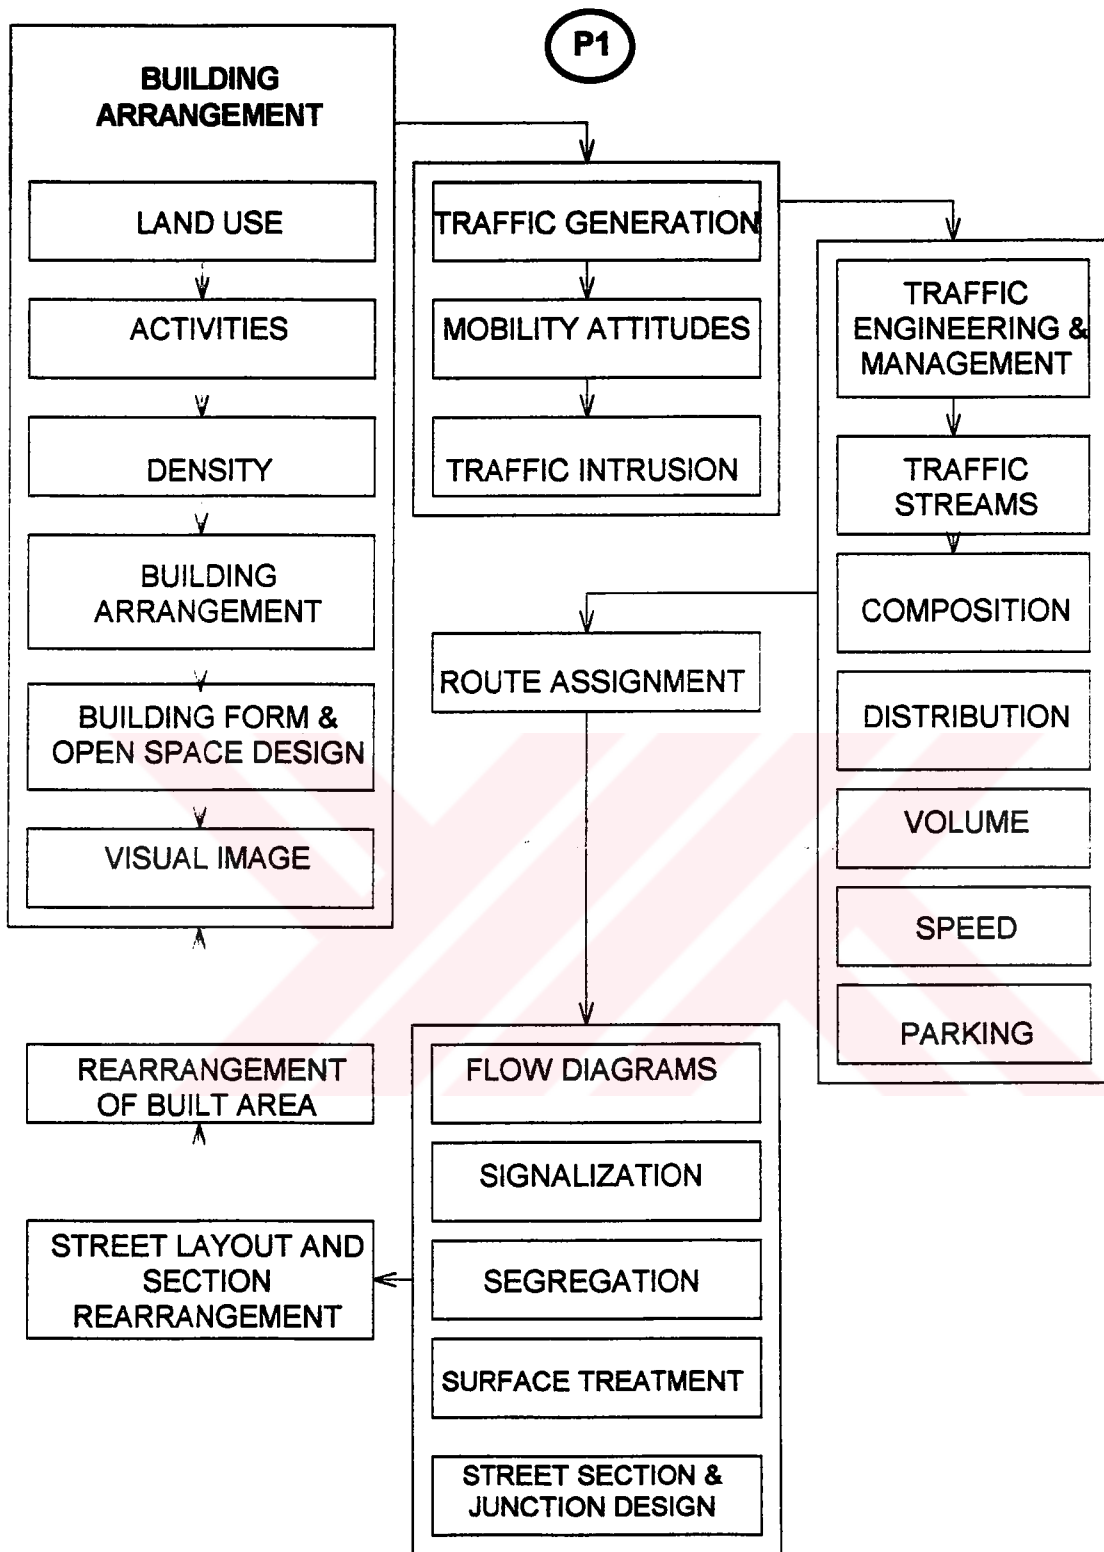 P1
BUILDING
ARRANGEMENT
LAND USE
ACTIVITIES
DENSITY
BUILDING
ARRANGEMENT
BUILDING FORM &
OPEN SPACE DESIGN
VISUAL IMAGE
TRAFFIC GENERATION
MOBILITY ATTITUDES
TRAFFIC INTRUSION
TRAFFIC
ENGINEERING &
MANAGEMENT
TRAFFIC
STREAMS
COMPOSITION
DISTRIBUTION
VOLUME
SPEED
PARKING
ROUTE ASSIGNMENT
FLOW DIAGRAMS
SIGNALIZATION
SEGREGATION
SURFACE TREATMENT
STREET SECTION &
JUNCTION DESIGN
STREET LAYOUT AND
SECTION
REARRANGEMENT
REARRANGEMENT
OF BUILT AREA